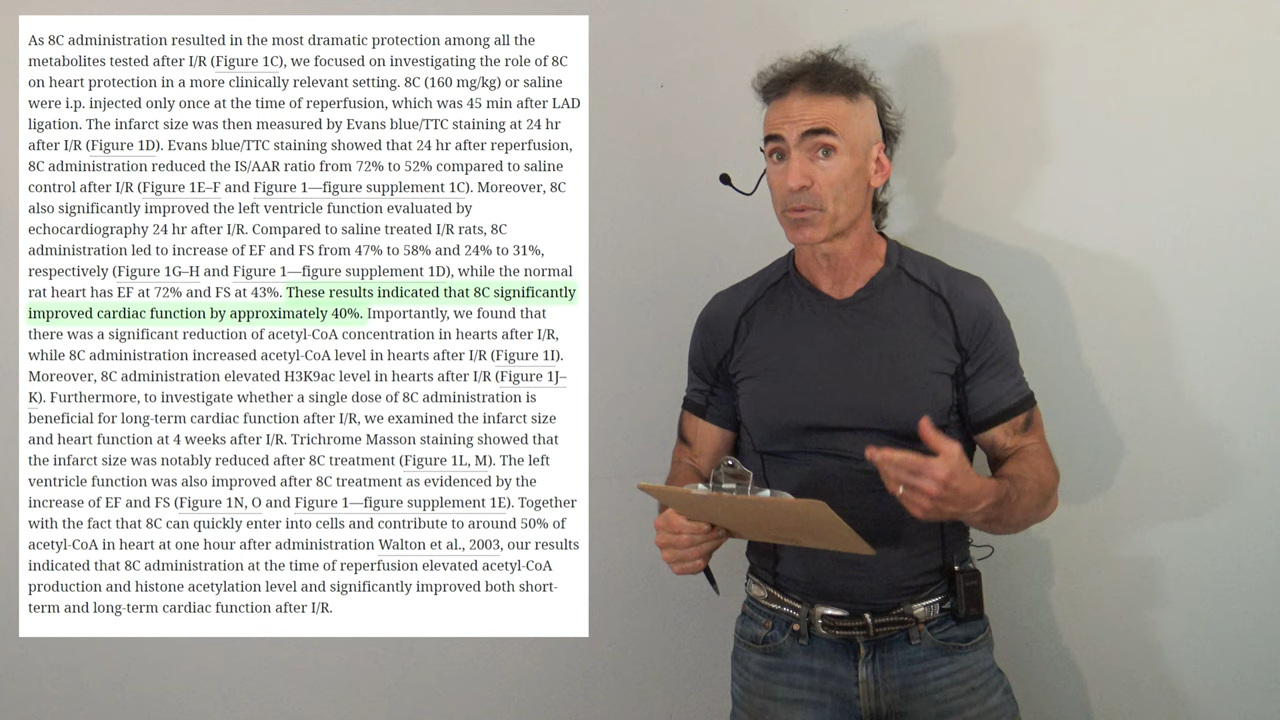 As 8C administration resulted in the most dramatic protection among all the
metabolites tested after I/R (Figure 1C), we focused on investigating the role of 8C
on heart protection in a more clinically relevant setting. 8C (160 mg/kg) or saline
were i.p. injected only once at the time of reperfusion, which was 45 min after LAD
ligation. The infarct size was then measured by Evans blue/TTC staining at 24 hr
after I/R (Figure 1D). Evans blue/TTC staining showed that 24 hr after reperfusion,
8C administration reduced the IS/AAR ratio from 72% to 52% compared to saline
control after I/R (Figure 1E–F and Figure 1—figure supplement 1C). Moreover, 8C
also significantly improved the left ventricle function evaluated by
echocardiography 24 hr after I/R. Compared to saline treated I/R rats, 8C
administration led to increase of EF and FS from 47% to 58% and 24% to 31%,
respectively (Figure 1G–H and Figure 1—figure supplement 1D), while the normal
rat heart has EF at 72% and FS at 43%. These results indicated that 8C significantly
improved cardiac function by approximately 40%. Importantly, we found that
there was a significant reduction of acetyl-CoA concentration in hearts after I/R,
while 8C administration increased acetyl-CoA level in hearts after I/R (Figure 1I).
Moreover, 8C administration elevated H3K9ac level in hearts after I/R (Figure 1J–
K). Furthermore, to investigate whether a single dose of 8C administration is
beneficial for long-term cardiac function after I/R, we examined the infarct size
and heart function at 4 weeks after I/R. Trichrome Masson staining showed that
the infarct size was notably reduced after 8C treatment (Figure 1L, M). The left
ventricle function was also improved after 8C treatment as evidenced by the
increase of EF and FS (Figure 1N, O and Figure 1—figure supplement 1E). Together
with the fact that 8C can quickly enter into cells and contribute to around 50% of
acetyl-CoA in heart at one hour after administration Walton et al., 2003, our results
indicated that 8C administration at the time of reperfusion elevated acetyl-CoA
production and histone acetylation level and significantly improved both short-
term and long-term cardiac function after I/R.